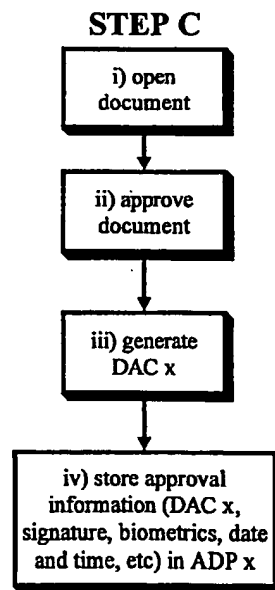 STEP C
i) open
document
ii) approve
document
iii) generate
DAC x
iv) store approval
information (DAC x,
signature, biometrics, date
and time, etc) in ADP x